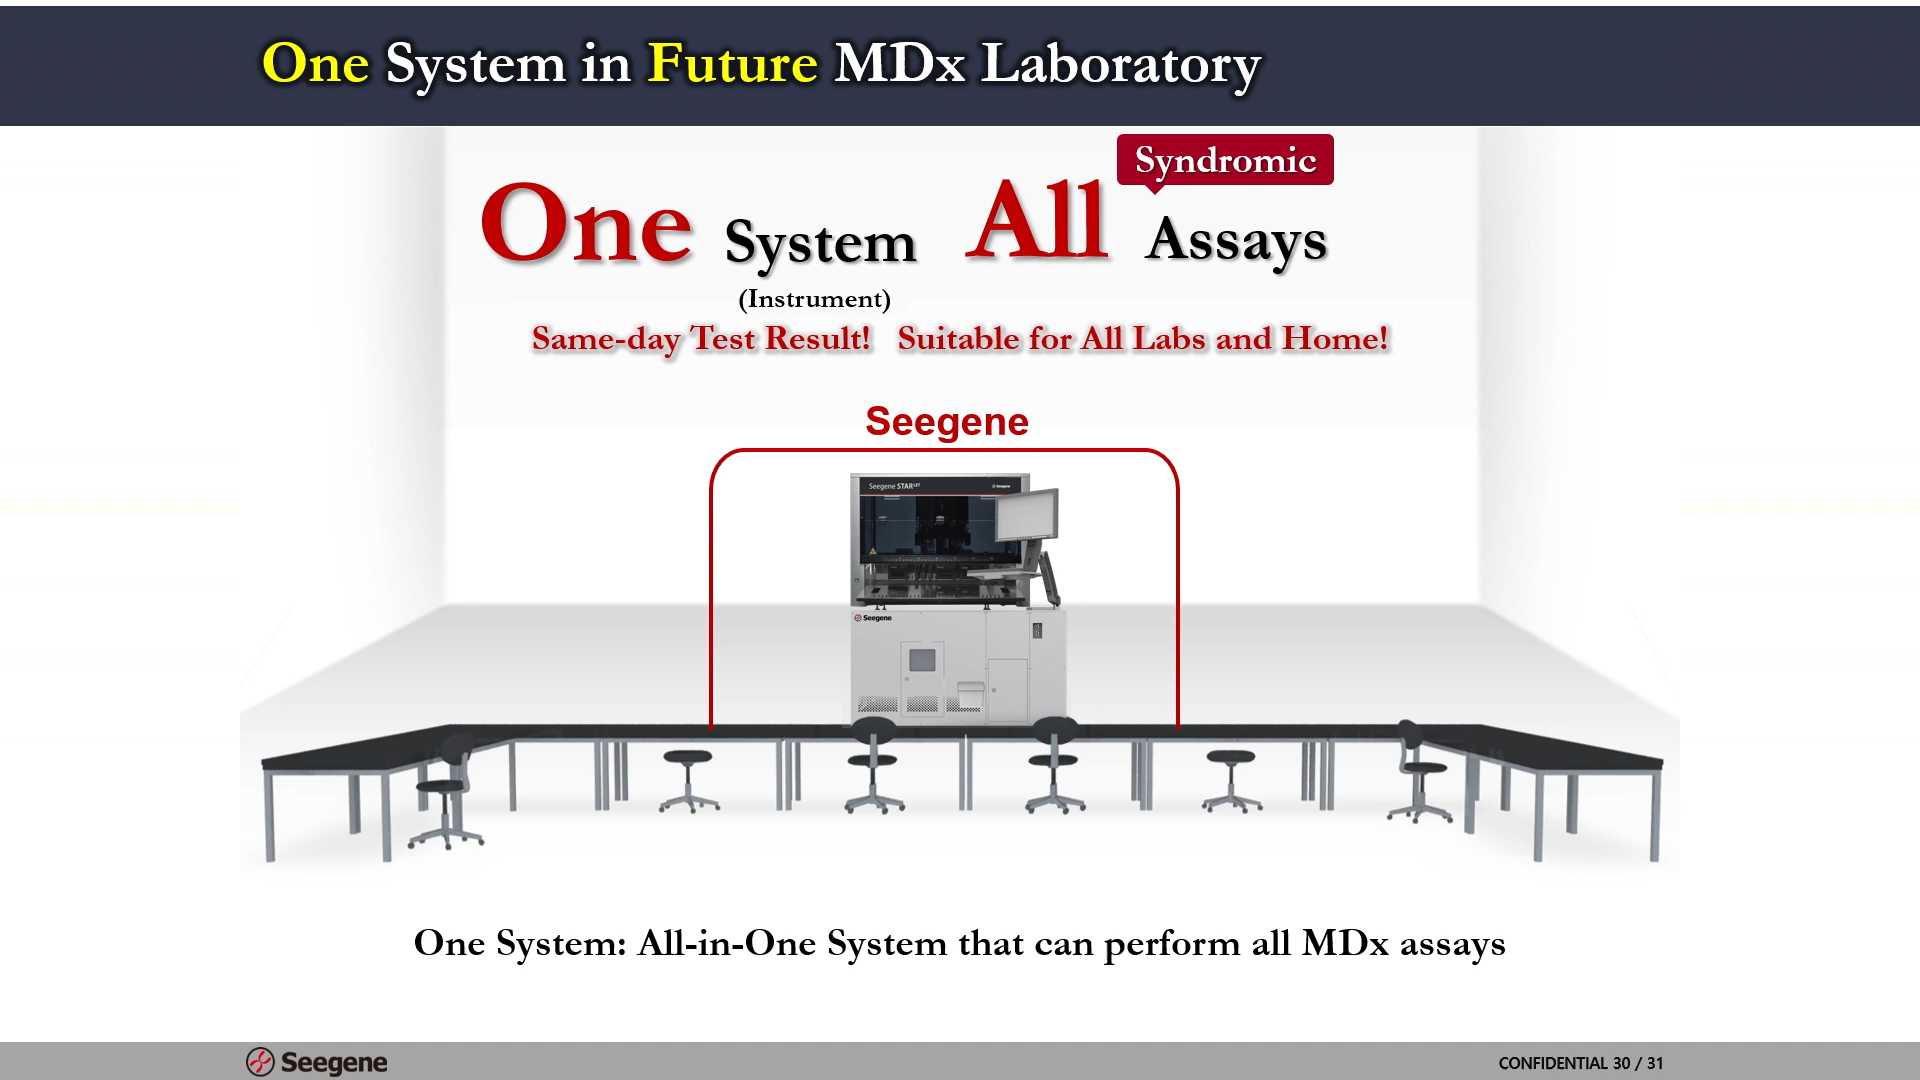 One System in Future MDx Laboratory
Syndromic
One System All Assays
(Instrument)
Same-day Test Result! Suitable for All Labs and Home!
Seegene
Seegene STARLET Seegene
Seegene
One System: All-in-One System that can perform all MDx assays
Seegene
CONFIDENTIAL 30 / 31